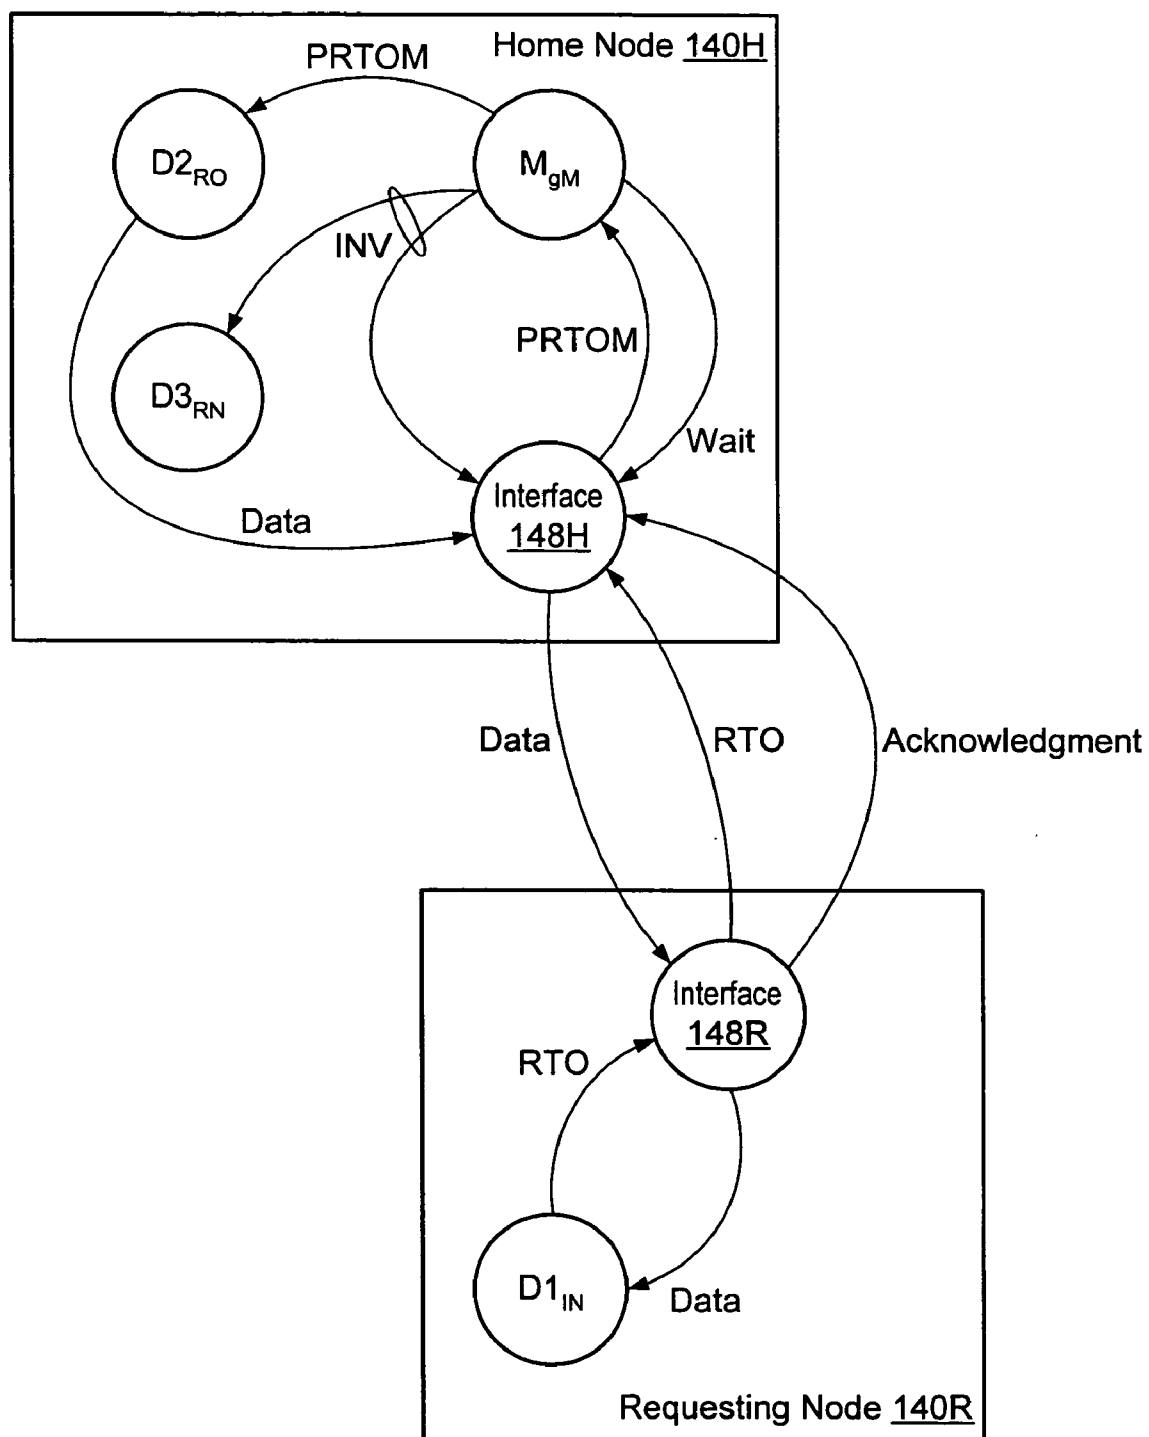 Home Node 140H
PRTOM
D2RO
MgM
INV
PRTOM
D3RN
Wait
Interface
148H
Data
Data
RTO
Acknowledgment
Interface
148R
RTO
D1IN
Data
Requesting Node 140R